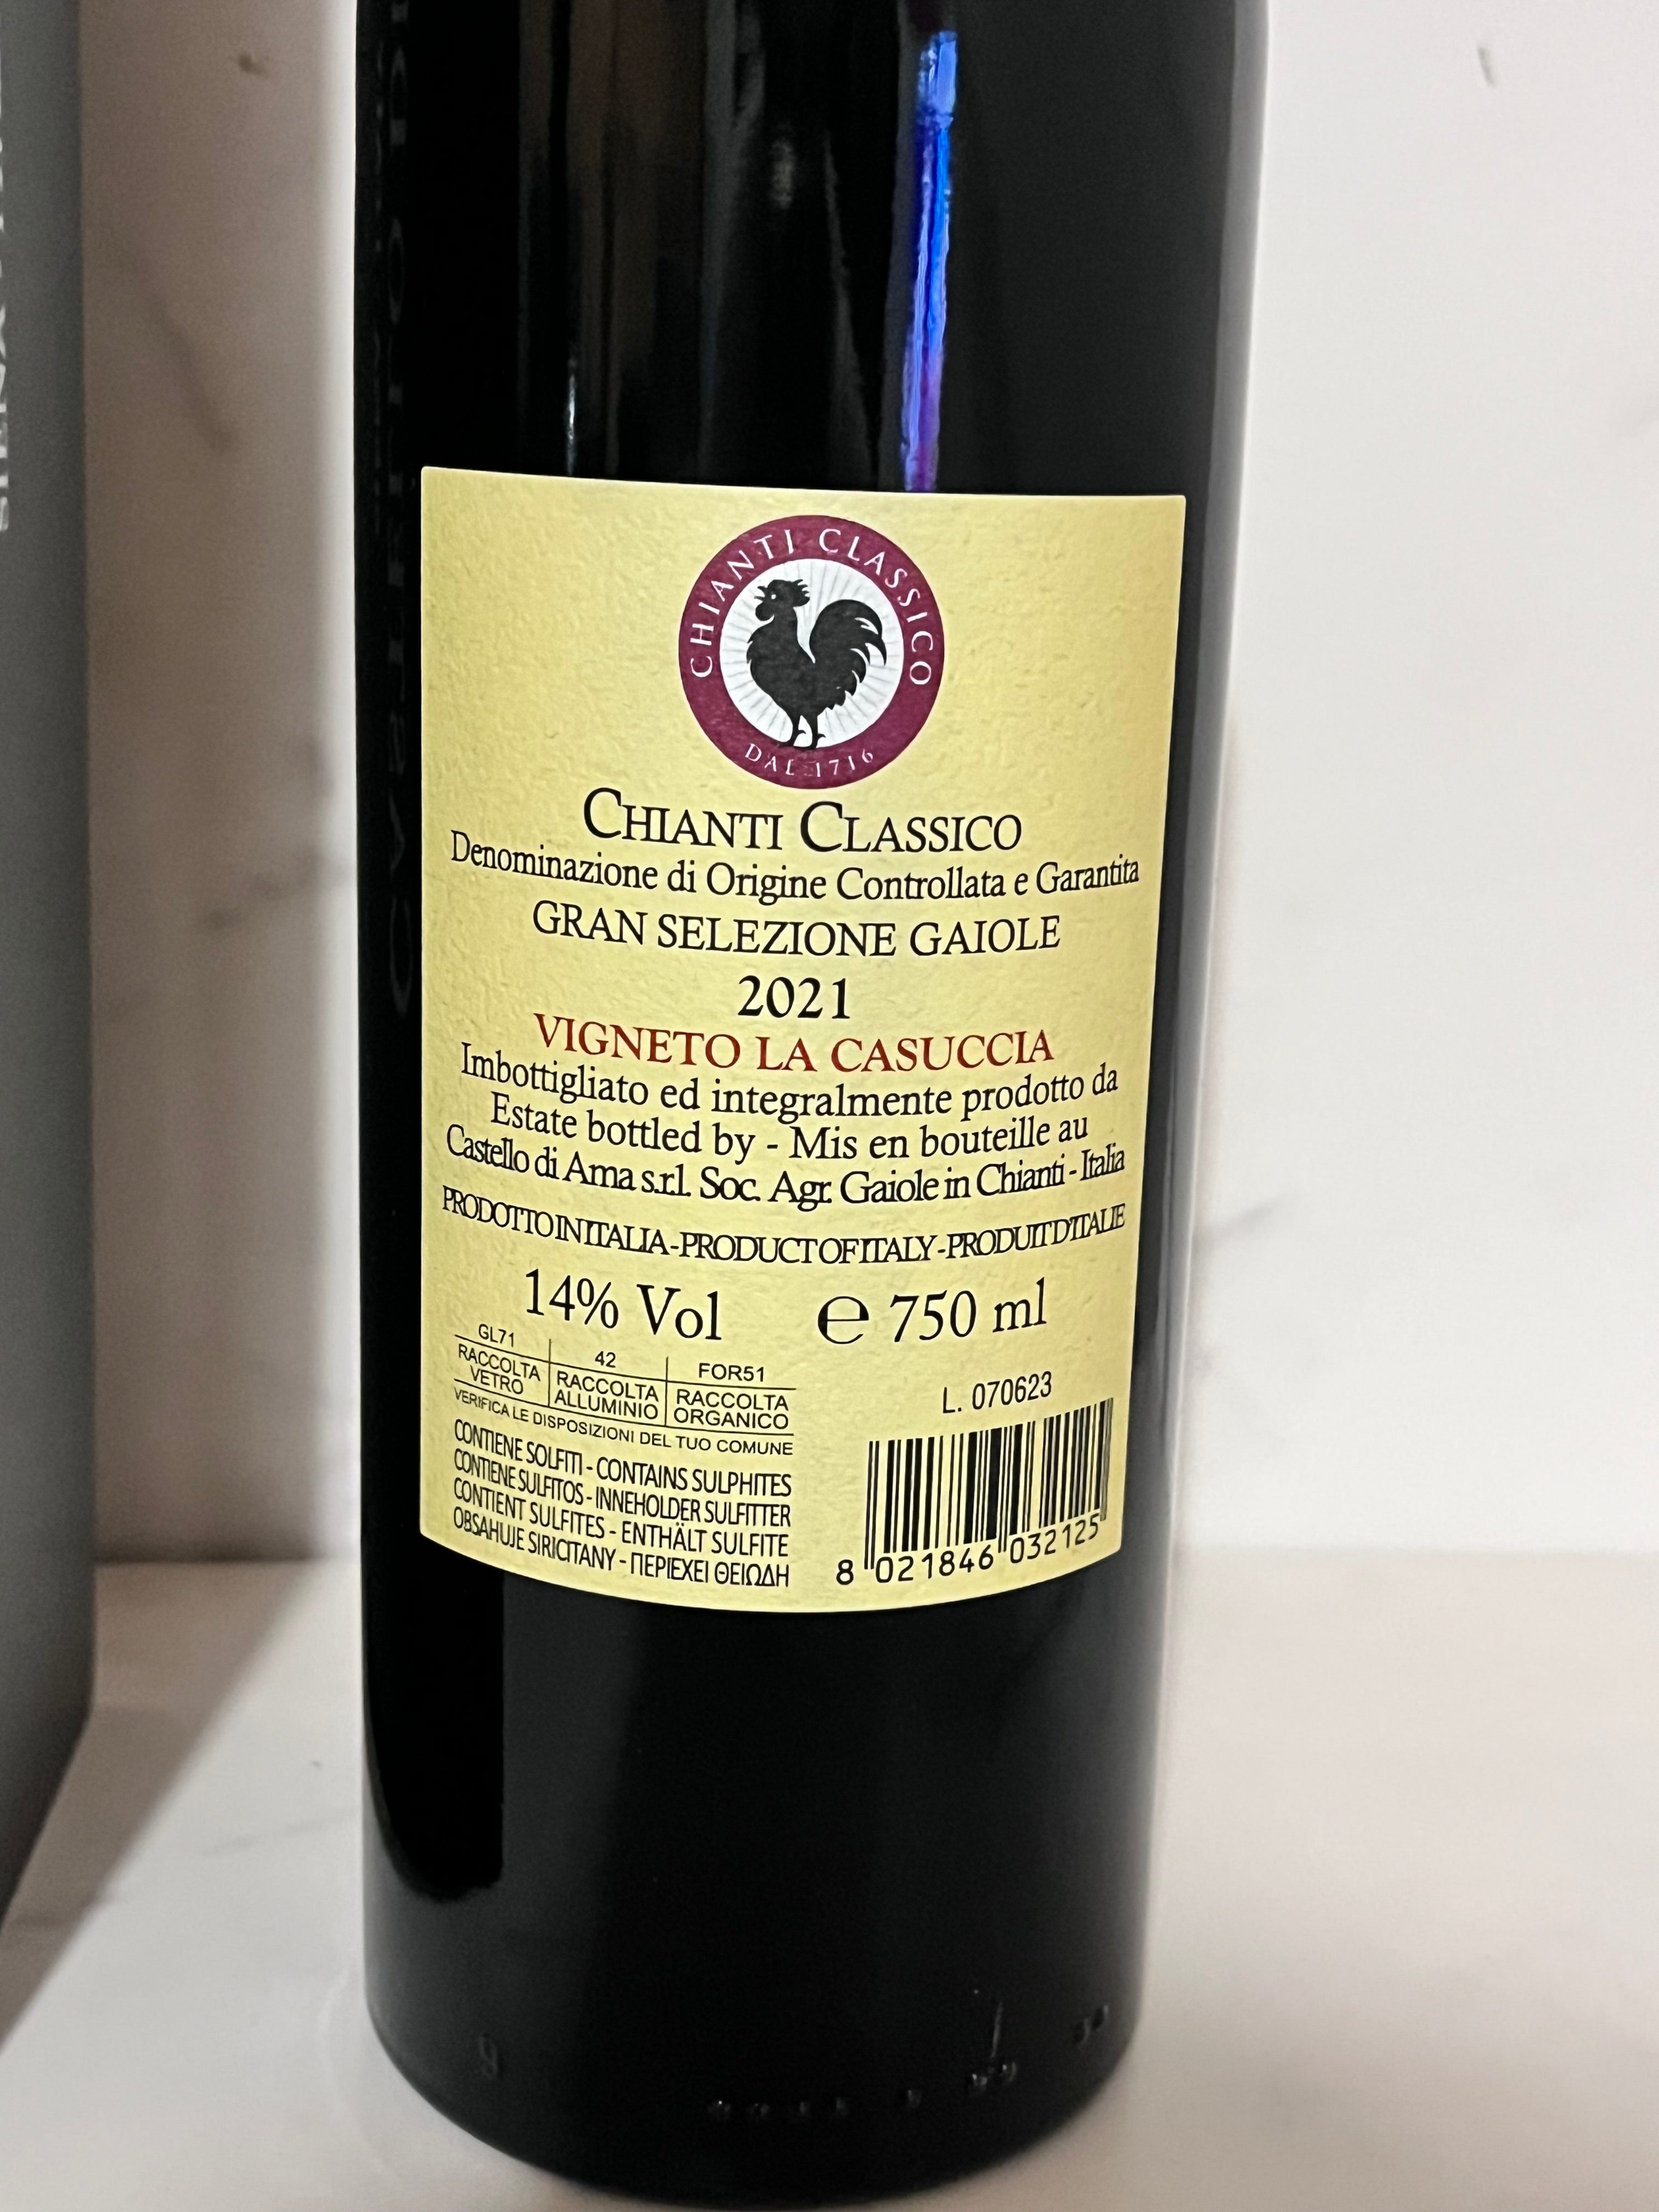 CHIANTI CLASSICO
DAL 1716
CHIANTI CLASSICO
Denominazione di Origine Controllata e Garantita
GRAN SELEZIONE GAIOLE
2021
VIGNETO LA CASUCCIA
Imbottigliato ed integralmente prodotto da
Estate bottled by - Mis en bouteille au
Castello di Ama s.r.l. Soc. Agr. Gaiole in Chianti - Italia
PRODOTTO IN ITALIA - PRODUCT OF ITALY - PRODUIT D'ITALIE
14% Vol ℮ 750 ml
GL71 42 FOR51
RACCOLTA VETRO RACCOLTA ALLUMINIO RACCOLTA ORGANICO
VERIFICA LE DISPOSIZIONI DEL TUO COMUNE
L. 070623
CONTIENE SOLFITI - CONTAINS SULPHITES
CONTIENE SULFITOS - INNEHOLDER SULFITTER
CONTIENT SULFITES - ENTHÄLT SULFITE
OBSAHUJE SIRICITANY - ΠΕΡΙΕΧΕΙ ΘΕΙΩΔΗ
8 021846 032125